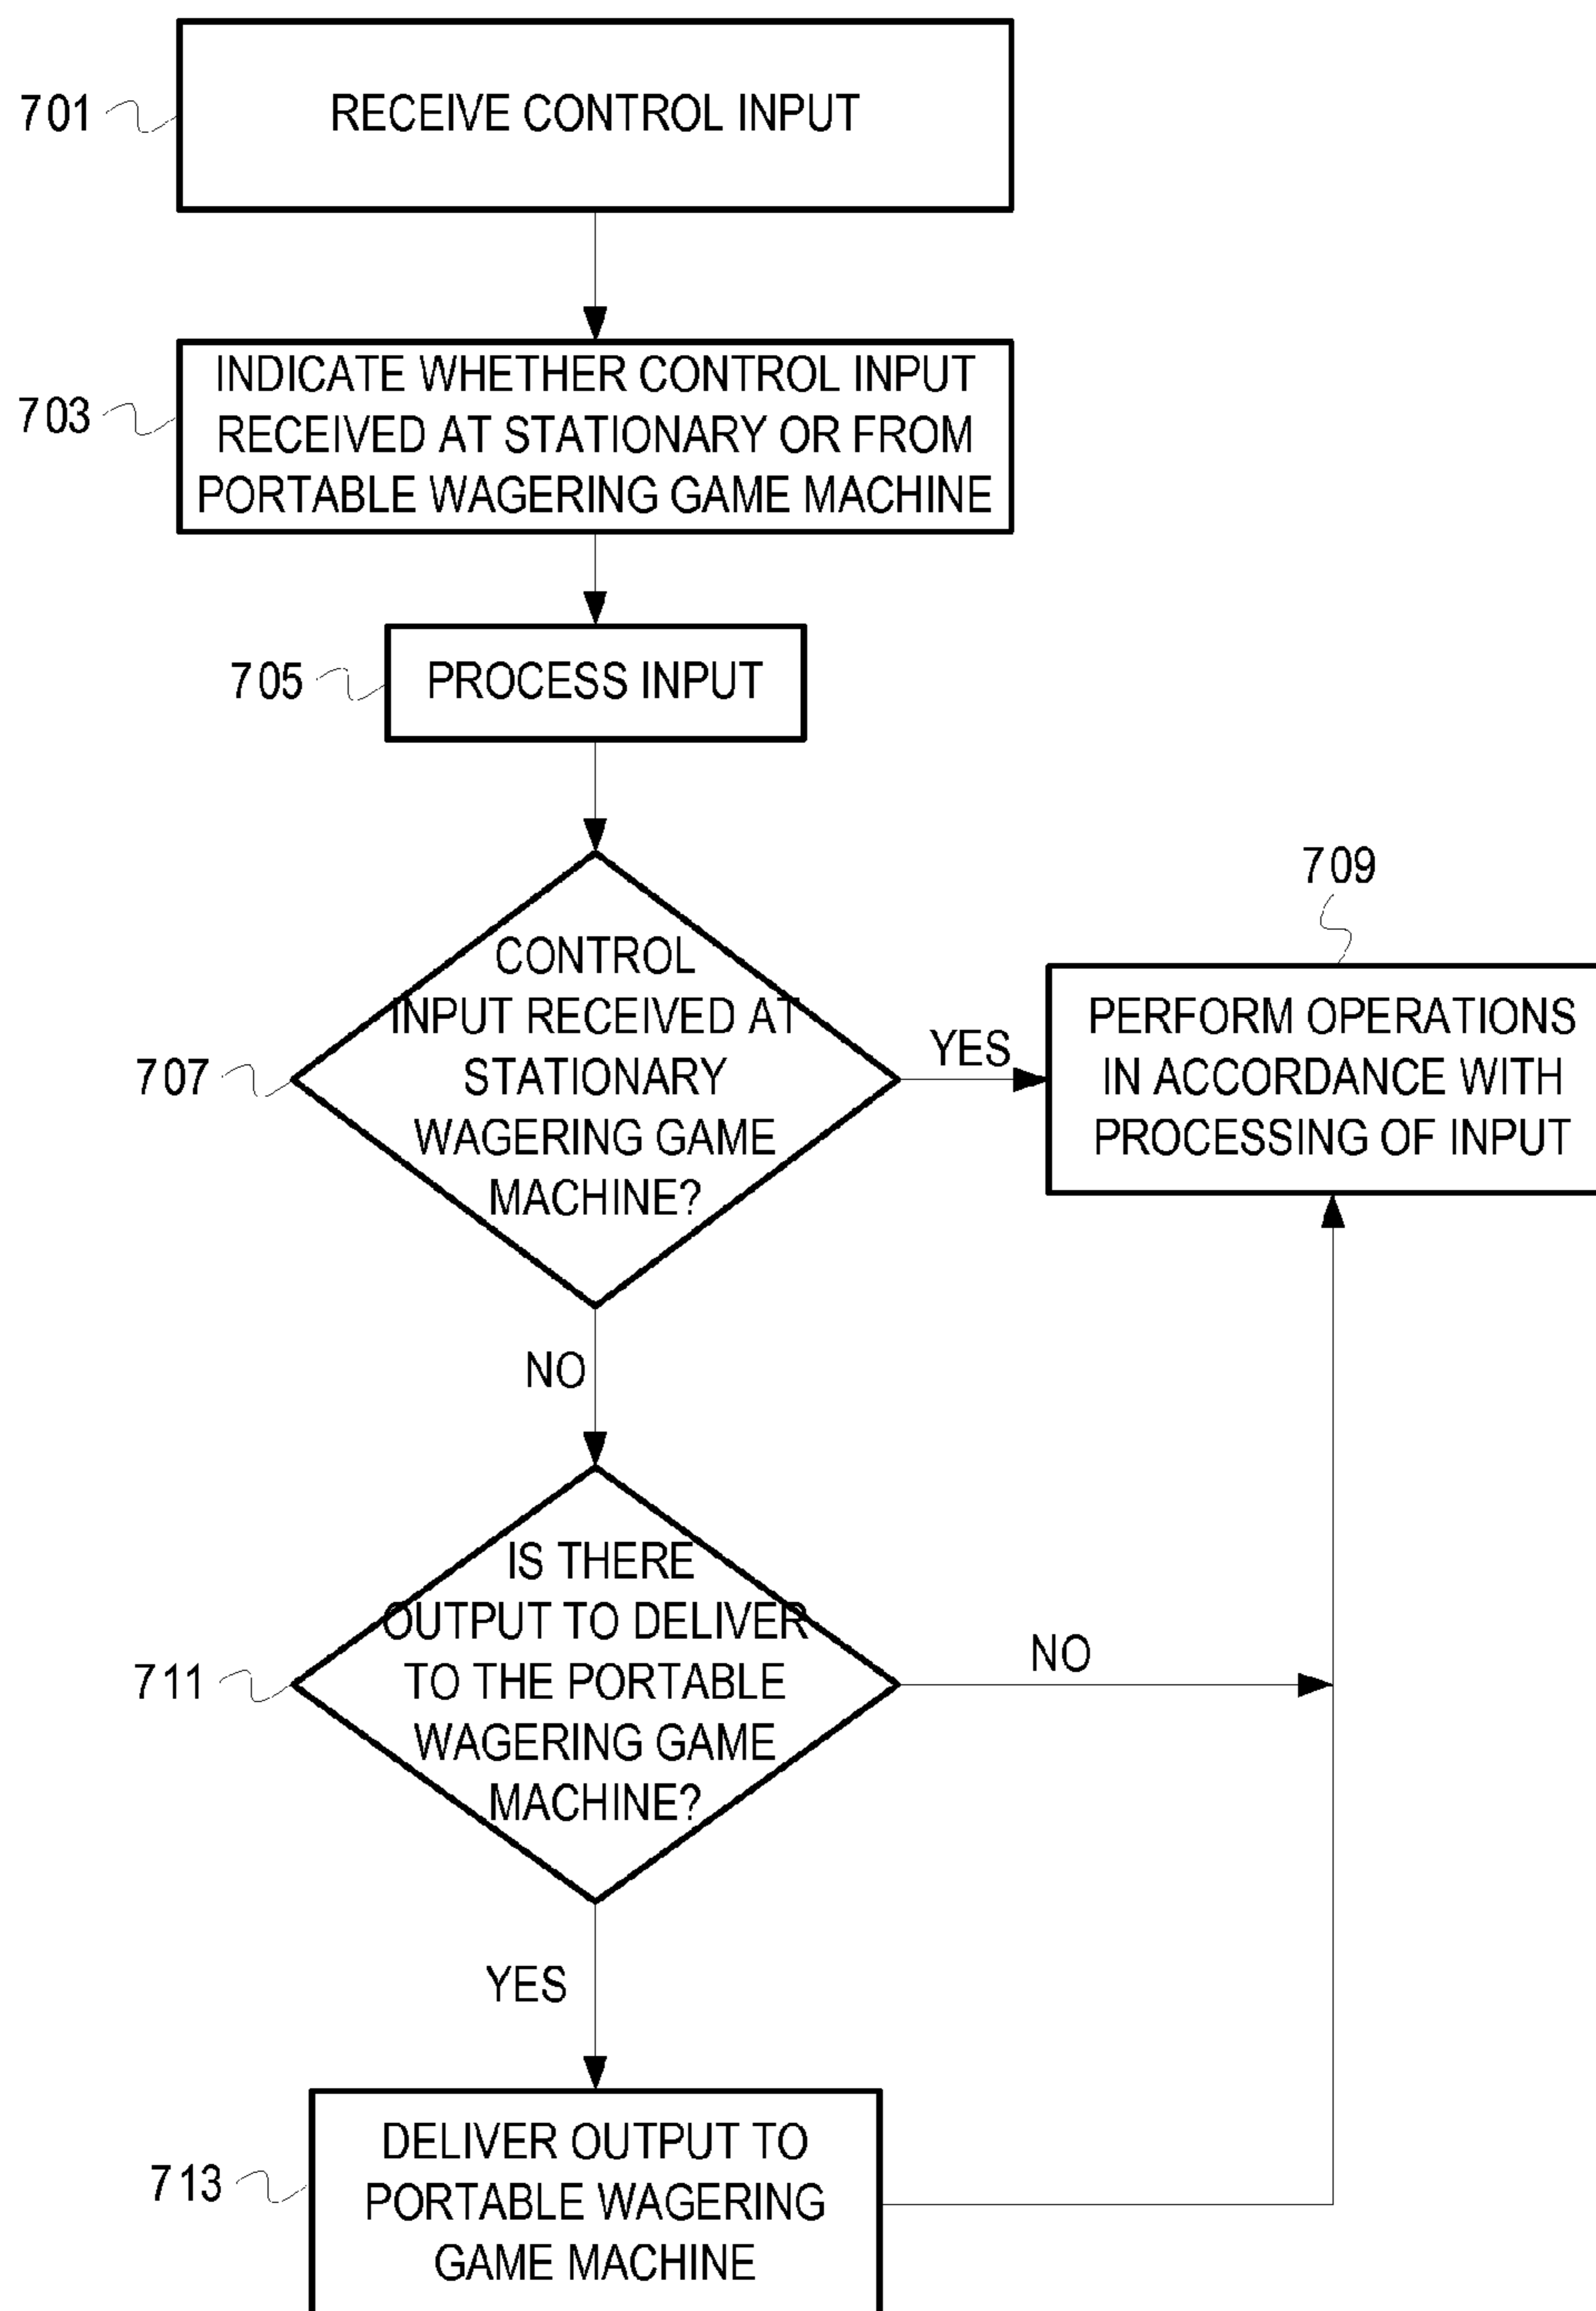 701
RECEIVE CONTROL INPUT
703
INDICATE WHETHER CONTROL INPUT
RECEIVED AT STATIONARY OR FROM
PORTABLE WAGERING GAME MACHINE
705
PROCESS INPUT
707
CONTROL
INPUT RECEIVED AT
STATIONARY
WAGERING GAME
MACHINE?
YES
709
PERFORM OPERATIONS
IN ACCORDANCE WITH
PROCESSING OF INPUT
NO
711
IS THERE
OUTPUT TO DELIVER
TO THE PORTABLE
WAGERING GAME
MACHINE?
NO
YES
713
DELIVER OUTPUT TO
PORTABLE WAGERING
GAME MACHINE